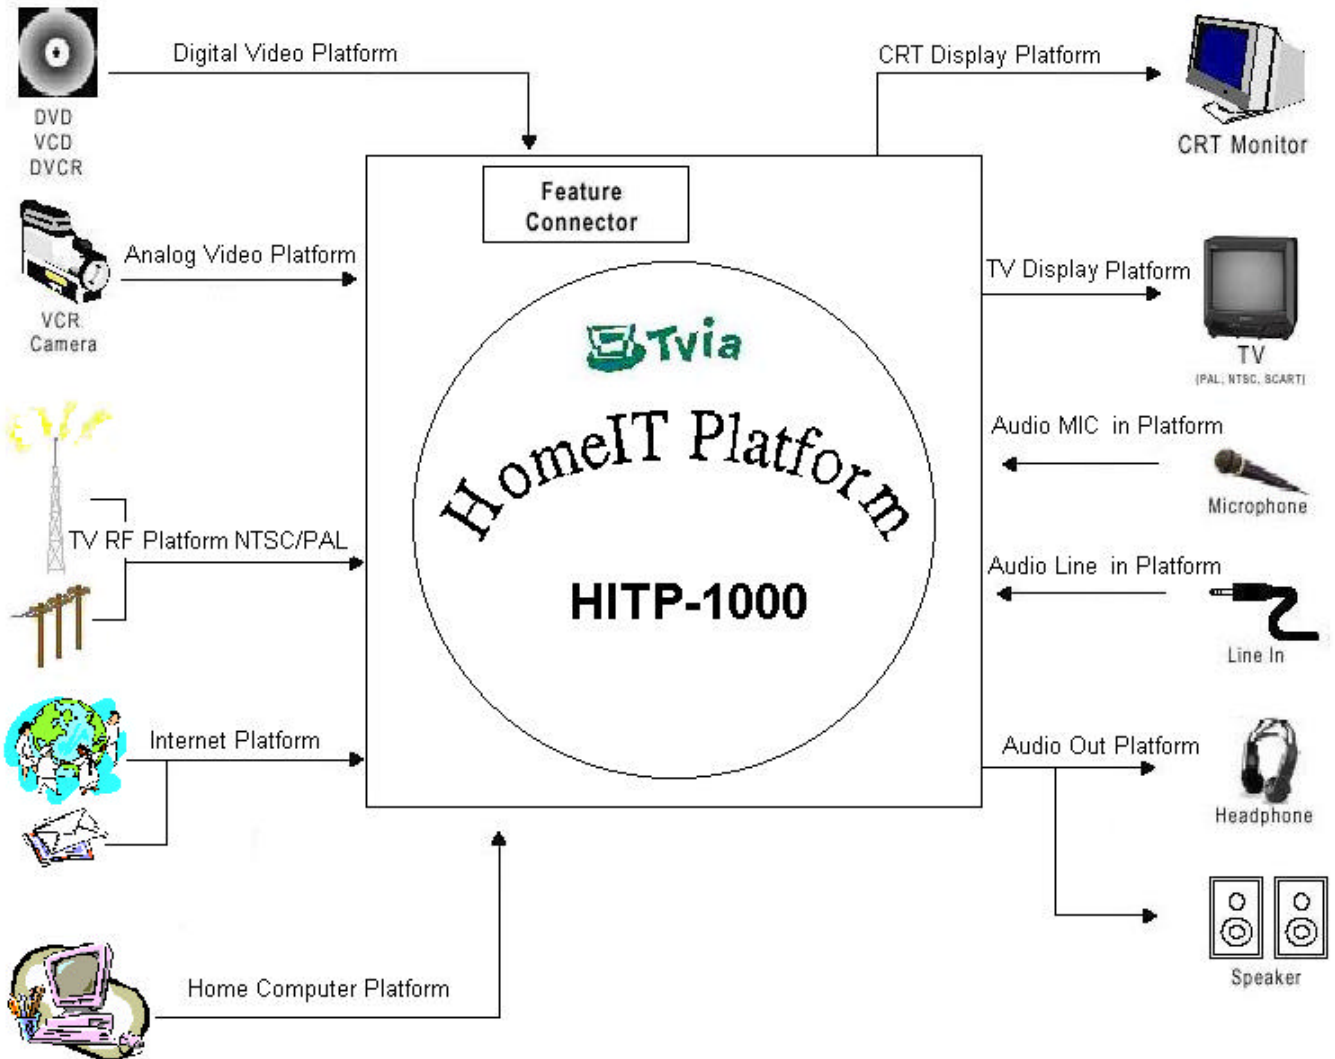 Digital Video Platform
DVD
VCD
DVCR
Analog Video Platform
VCR
Camera
TV RF Platform NTSC/PAL
Internet Platform
Home Computer Platform
Feature
Connector
Tvia
HomeIT Platform
HITP-1000
CRT Display Platform
CRT Monitor
TV Display Platform
TV
(PAL, NTSC, SCART)
Audio MIC in Platform
Microphone
Audio Line in Platform
Line In
Audio Out Platform
Headphone
Speaker